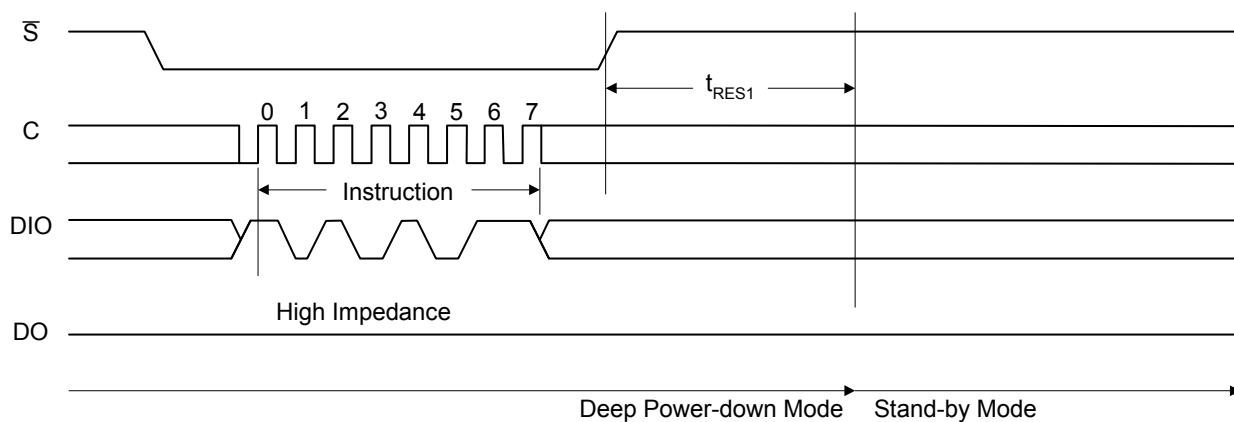 S̅
t_RES1
0 1 2 3 4 5 6 7
C
Instruction
DIO
High Impedance
DO
Deep Power-down Mode Stand-by Mode